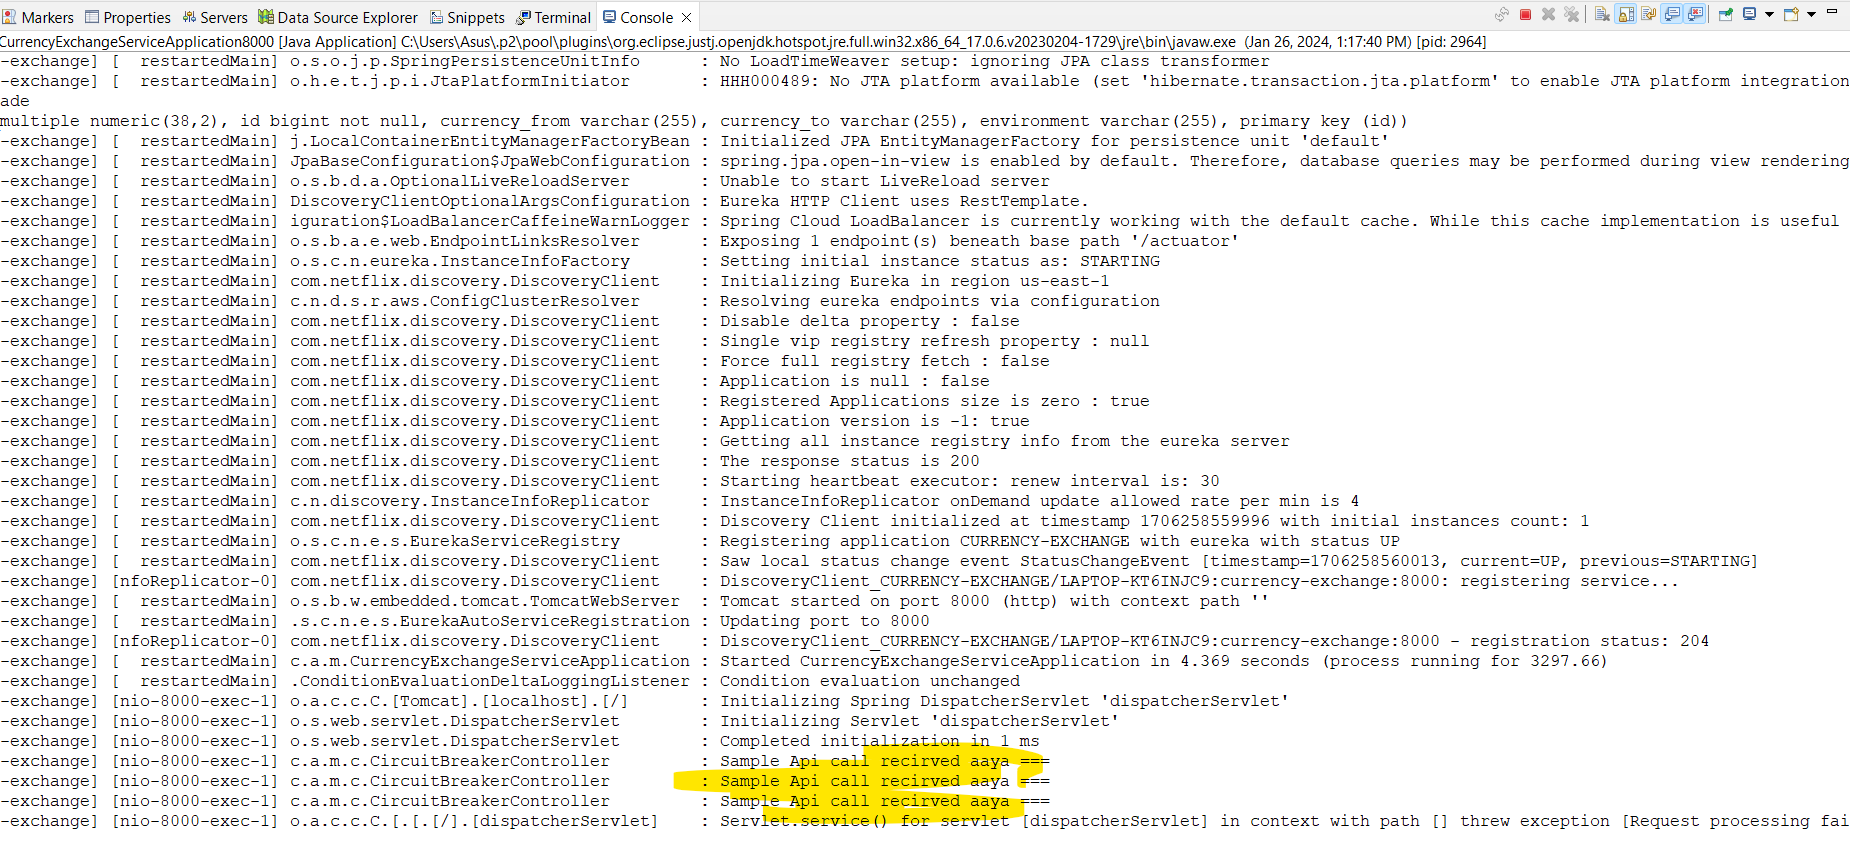 Markers Properties Servers Data Source Explorer Snippets Terminal Console
CurrencyExchangeServiceApplication8000 [Java Application] C:\Users\Asus\.p2\pool\plugins\org.eclipse.justj.openjdk.hotspot.jre.full.win32.x86_64_17.0.6.v20230204-1729\jre\bin\javaw.exe (Jan 26, 2024, 1:17:40 PM) [pid: 2964]
-exchange] [  restartedMain] o.s.o.j.p.SpringPersistenceUnitInfo : No LoadTimeWeaver setup: ignoring JPA class transformer
-exchange] [  restartedMain] o.h.e.t.j.p.i.JtaPlatformInitiator : HHH000489: No JTA platform available (set 'hibernate.transaction.jta.platform' to enable JTA platform integration
ade
multiple numeric(38,2), id bigint not null, currency_from varchar(255), currency_to varchar(255), environment varchar(255), primary key (id))
-exchange] [  restartedMain] j.LocalContainerEntityManagerFactoryBean : Initialized JPA EntityManagerFactory for persistence unit 'default'
-exchange] [  restartedMain] JpaBaseConfiguration$JpaWebConfiguration : spring.jpa.open-in-view is enabled by default. Therefore, database queries may be performed during view rendering
-exchange] [  restartedMain] o.s.b.d.a.OptionalLiveReloadServer : Unable to start LiveReload server
-exchange] [  restartedMain] DiscoveryClientOptionalArgsConfiguration : Eureka HTTP Client uses RestTemplate.
-exchange] [  restartedMain] iguration$LoadBalancerCaffeineWarnLogger : Spring Cloud LoadBalancer is currently working with the default cache. While this cache implementation is useful
-exchange] [  restartedMain] o.s.b.a.e.web.EndpointLinksResolver : Exposing 1 endpoint(s) beneath base path '/actuator'
-exchange] [  restartedMain] o.s.c.n.eureka.InstanceInfoFactory : Setting initial instance status as: STARTING
-exchange] [  restartedMain] com.netflix.discovery.DiscoveryClient : Initializing Eureka in region us-east-1
-exchange] [  restartedMain] c.n.d.s.r.aws.ConfigClusterResolver : Resolving eureka endpoints via configuration
-exchange] [  restartedMain] com.netflix.discovery.DiscoveryClient : Disable delta property : false
-exchange] [  restartedMain] com.netflix.discovery.DiscoveryClient : Single vip registry refresh property : null
-exchange] [  restartedMain] com.netflix.discovery.DiscoveryClient : Force full registry fetch : false
-exchange] [  restartedMain] com.netflix.discovery.DiscoveryClient : Application is null : false
-exchange] [  restartedMain] com.netflix.discovery.DiscoveryClient : Registered Applications size is zero : true
-exchange] [  restartedMain] com.netflix.discovery.DiscoveryClient : Application version is -1: true
-exchange] [  restartedMain] com.netflix.discovery.DiscoveryClient : Getting all instance registry info from the eureka server
-exchange] [  restartedMain] com.netflix.discovery.DiscoveryClient : The response status is 200
-exchange] [  restartedMain] com.netflix.discovery.DiscoveryClient : Starting heartbeat executor: renew interval is: 30
-exchange] [  restartedMain] c.n.discovery.InstanceInfoReplicator : InstanceInfoReplicator onDemand update allowed rate per min is 4
-exchange] [  restartedMain] com.netflix.discovery.DiscoveryClient : Discovery Client initialized at timestamp 1706258559996 with initial instances count: 1
-exchange] [  restartedMain] o.s.c.n.e.s.EurekaServiceRegistry : Registering application CURRENCY-EXCHANGE with eureka with status UP
-exchange] [  restartedMain] com.netflix.discovery.DiscoveryClient : Saw local status change event StatusChangeEvent [timestamp=1706258560013, current=UP, previous=STARTING]
-exchange] [nfoReplicator-0] com.netflix.discovery.DiscoveryClient : DiscoveryClient_CURRENCY-EXCHANGE/LAPTOP-KT6INJC9:currency-exchange:8000: registering service...
-exchange] [  restartedMain] o.s.b.w.embedded.tomcat.TomcatWebServer : Tomcat started on port 8000 (http) with context path ''
-exchange] [  restartedMain] .s.c.n.e.s.EurekaAutoServiceRegistration : Updating port to 8000
-exchange] [nfoReplicator-0] com.netflix.discovery.DiscoveryClient : DiscoveryClient_CURRENCY-EXCHANGE/LAPTOP-KT6INJC9:currency-exchange:8000 - registration status: 204
-exchange] [  restartedMain] c.a.m.CurrencyExchangeServiceApplication : Started CurrencyExchangeServiceApplication in 4.369 seconds (process running for 3297.66)
-exchange] [  restartedMain] .ConditionEvaluationDeltaLoggingListener : Condition evaluation unchanged
-exchange] [nio-8000-exec-1] o.a.c.c.C.[Tomcat].[localhost].[/] : Initializing Spring DispatcherServlet 'dispatcherServlet'
-exchange] [nio-8000-exec-1] o.s.web.servlet.DispatcherServlet : Initializing Servlet 'dispatcherServlet'
-exchange] [nio-8000-exec-1] o.s.web.servlet.DispatcherServlet : Completed initialization in 1 ms
-exchange] [nio-8000-exec-1] c.a.m.c.CircuitBreakerController : Sample Api call recirved aaya ===
-exchange] [nio-8000-exec-1] c.a.m.c.CircuitBreakerController : Sample Api call recirved aaya ===
-exchange] [nio-8000-exec-1] c.a.m.c.CircuitBreakerController : Sample Api call recirved aaya ===
-exchange] [nio-8000-exec-1] o.a.c.c.C.[.[.[/].[dispatcherServlet] : Servlet.service() for servlet [dispatcherServlet] in context with path [] threw exception [Request processing fai